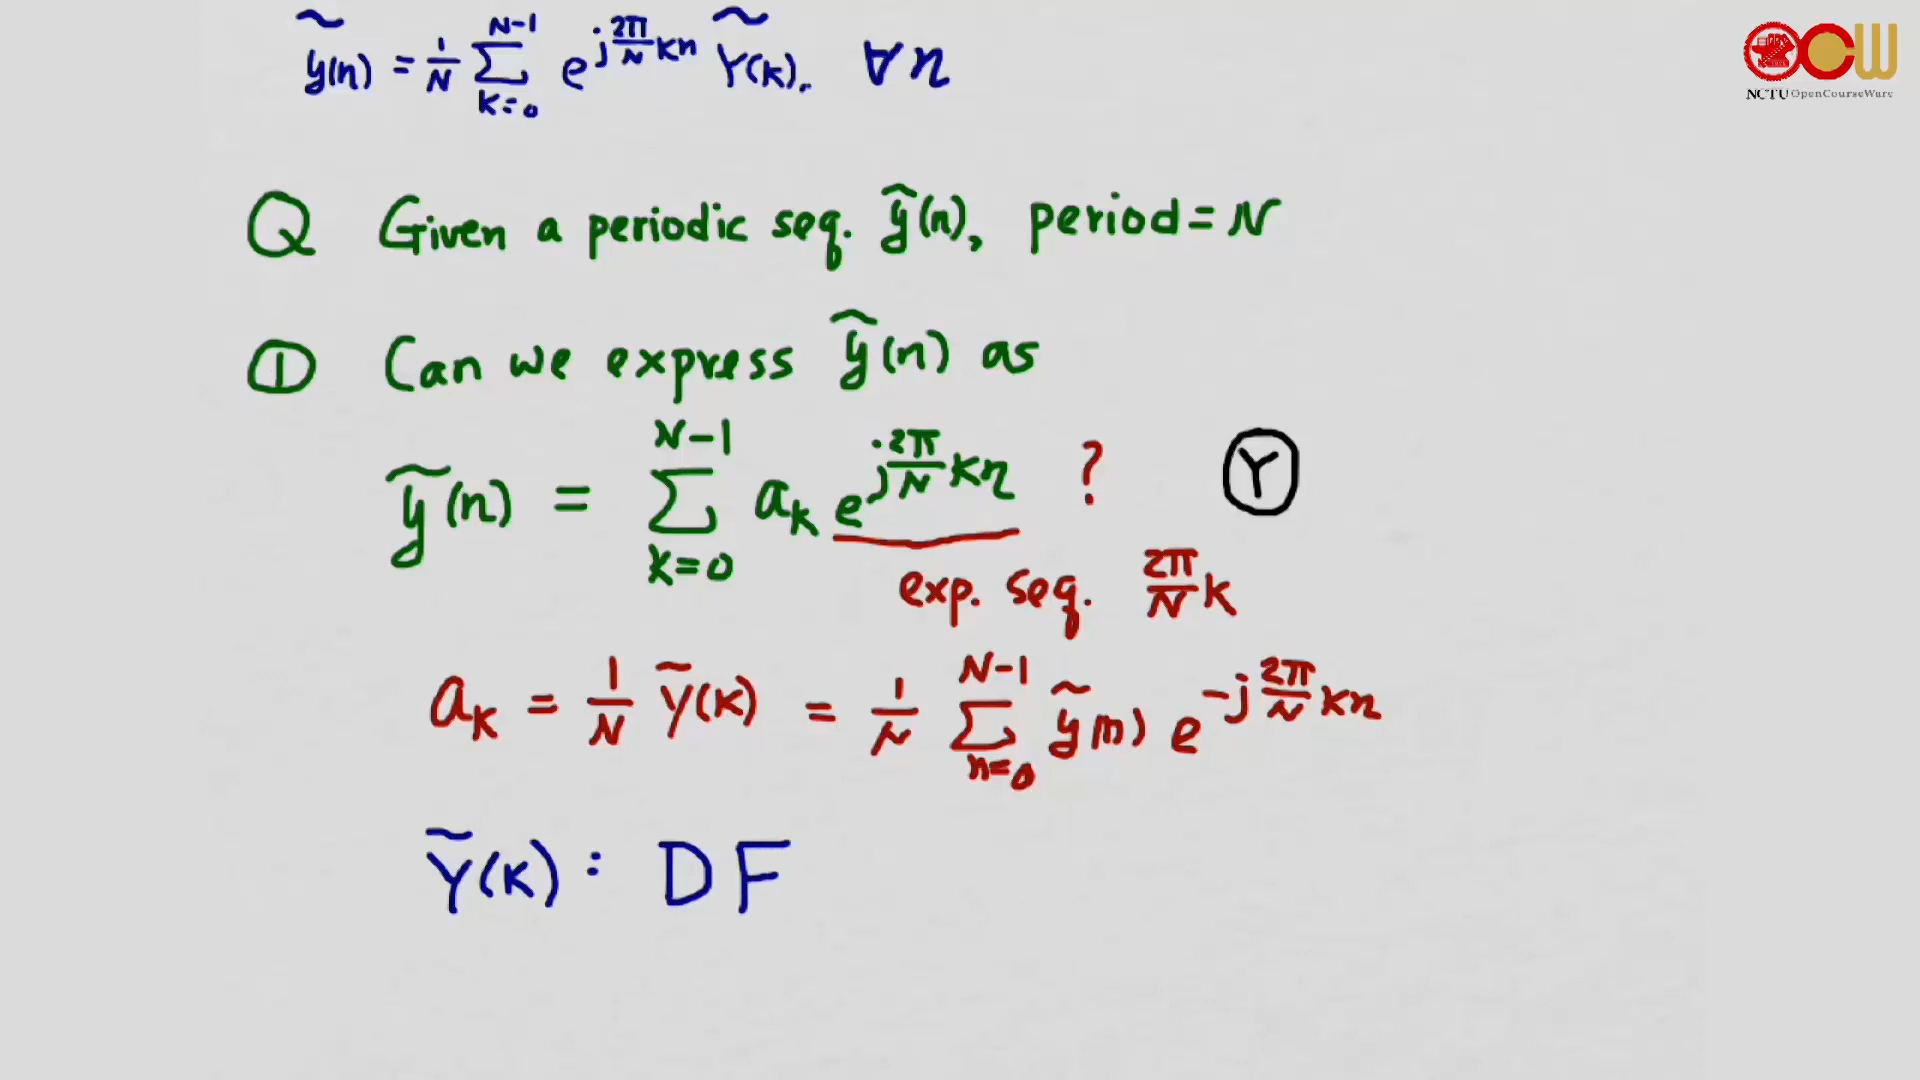 ỹ(n) = 1/N Σ_{k=0}^{N-1} e^{j 2π/N kn} Ỹ(k). ∀ n
NCTU OpenCourseWare
Q Given a periodic seq. ỹ(n), period = N
① Can we express ỹ(n) as
ỹ(n) = Σ_{k=0}^{N-1} a_k e^{j 2π/N kn} ? Ⓨ
exp. seq. 2π/N k
a_k = 1/N Ỹ(k) = 1/N Σ_{n=0}^{N-1} ỹ(n) e^{-j 2π/N kn}
Ỹ(k) : DF